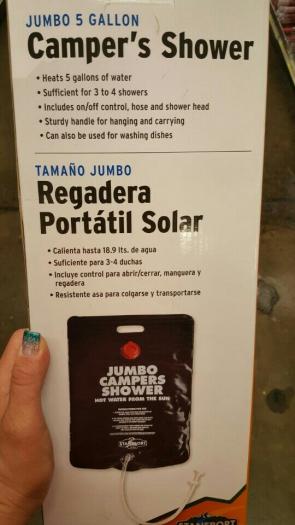 JUMBO 5 GALLON
Camper's Shower
• Heats 5 gallons of water
• Sufficient for 3 to 4 showers
• Includes on/off control, hose and shower head
• Sturdy handle for hanging and carrying
• Can also be used for washing dishes
TAMAÑO JUMBO
Regadera
Portátil Solar
• Calienta hasta 18.9 lts. de agua
• Suficiente para 3-4 duchas
• Incluye control para abrir/cerrar, manguera y
regadera
• Resistente asa para colgarse y transportarse
JUMBO
CAMPERS
SHOWER
HOT WATER FROM THE SUN
STANSPORT
STANSPORT